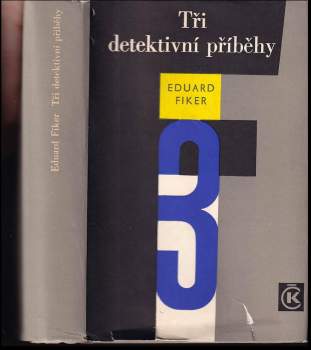 Tři
detektivní příběhy
EDUARD
FIKER
3
Eduard Fiker Tři detektivní příběhy
ČK